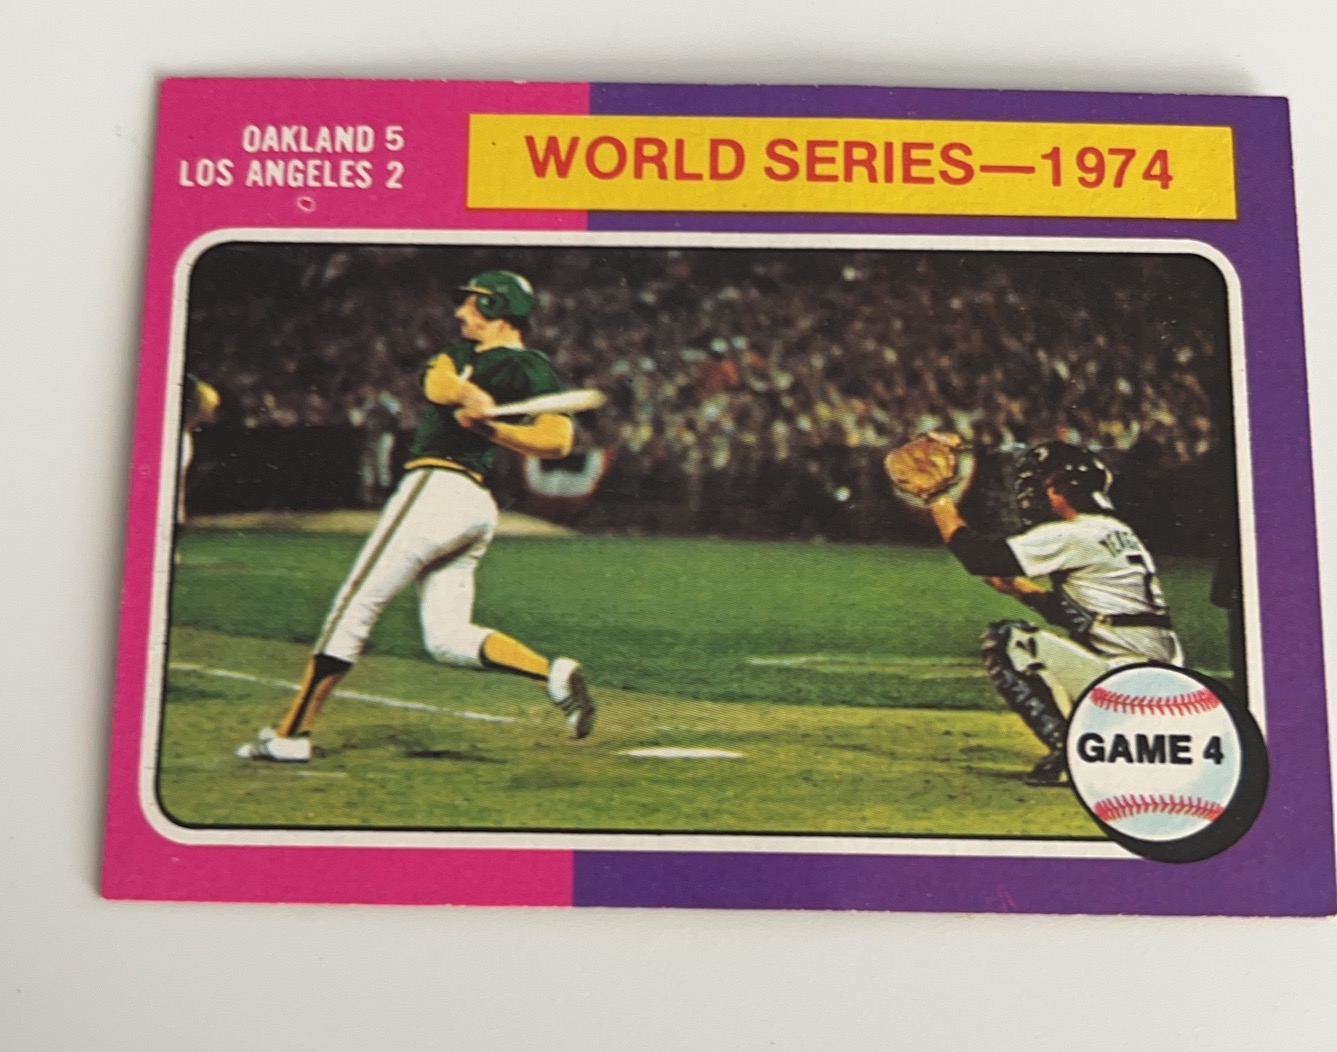 OAKLAND 5
LOS ANGELES 2
WORLD SERIES—1974
GAME 4